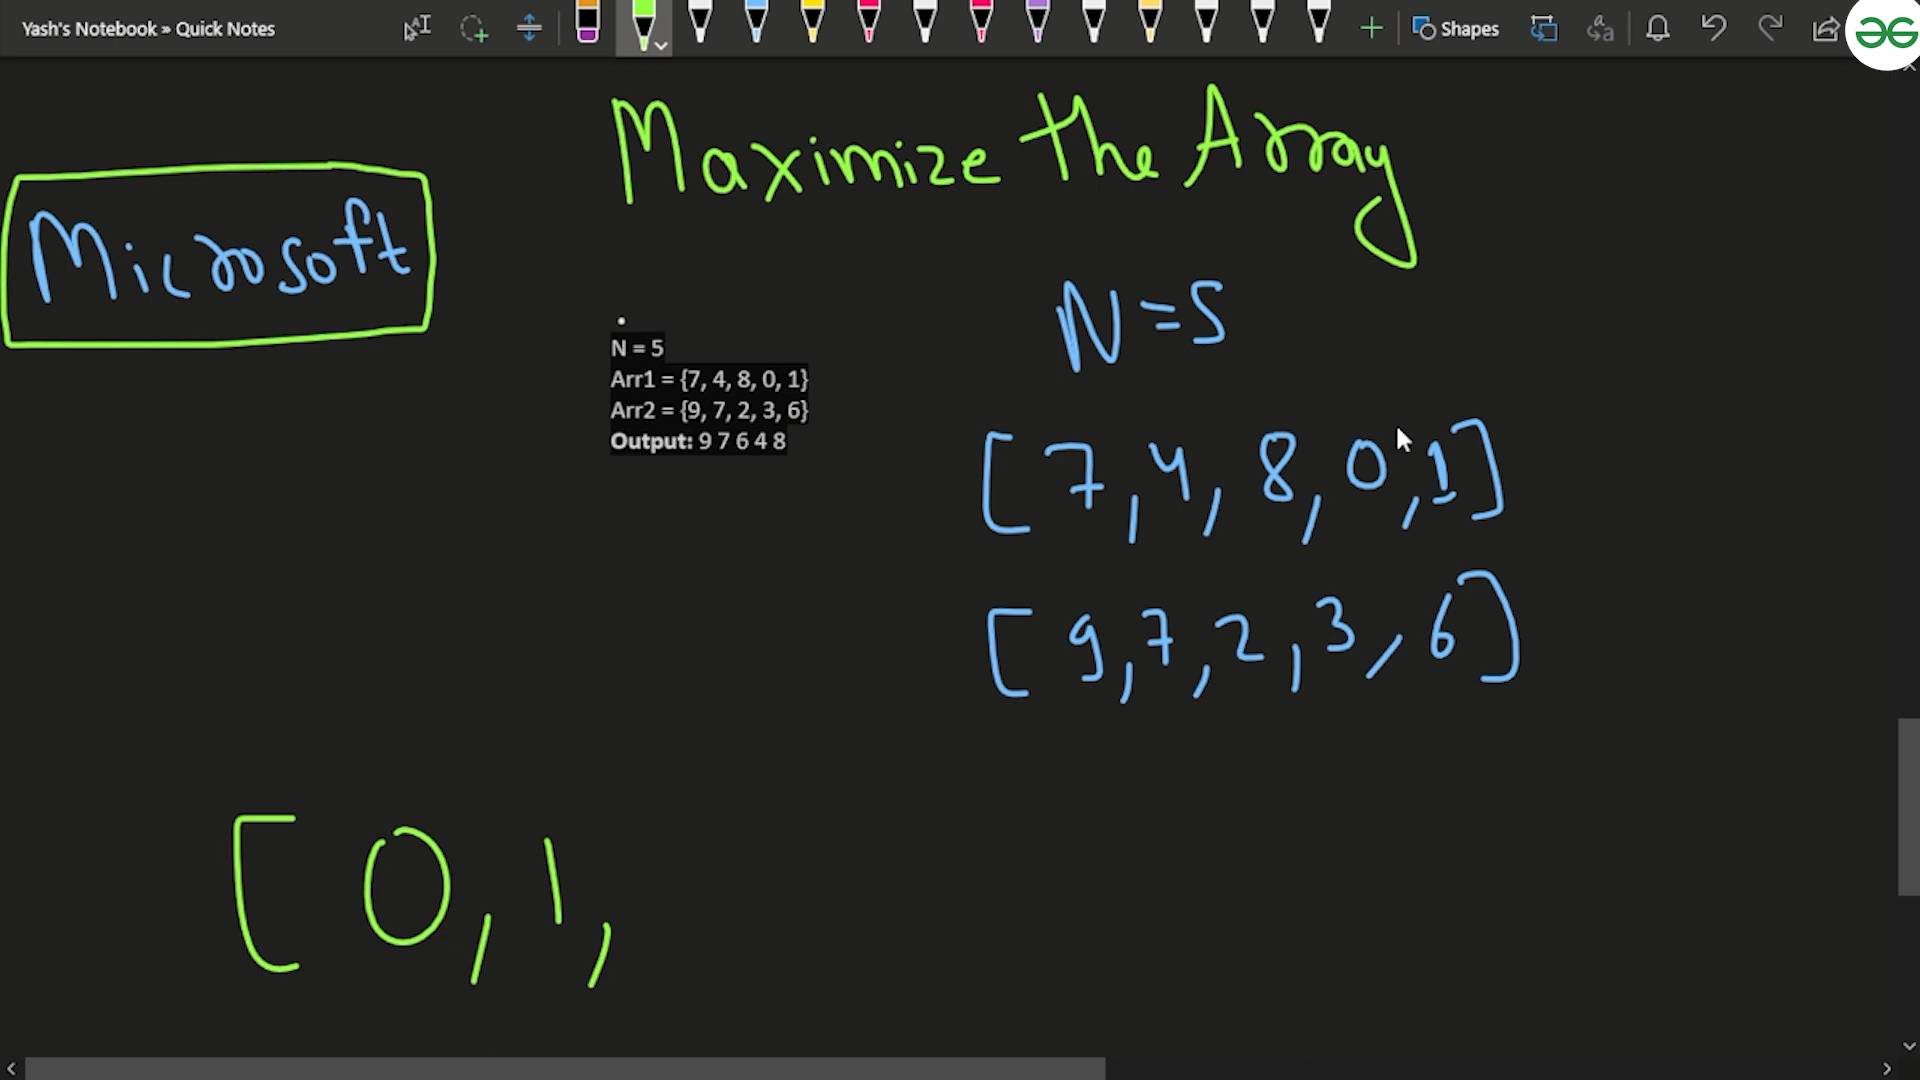 Yash's Notebook » Quick Notes
Shapes
Maximize the Array
Microsoft
N = 5
N = 5
Arr1 = {7, 4, 8, 0, 1}
Arr2 = {9, 7, 2, 3, 6}
Output: 9 7 6 4 8
[ 7, 4, 8, 0, 1]
[ 9, 7, 2, 3, 6]
[ 0, 1,